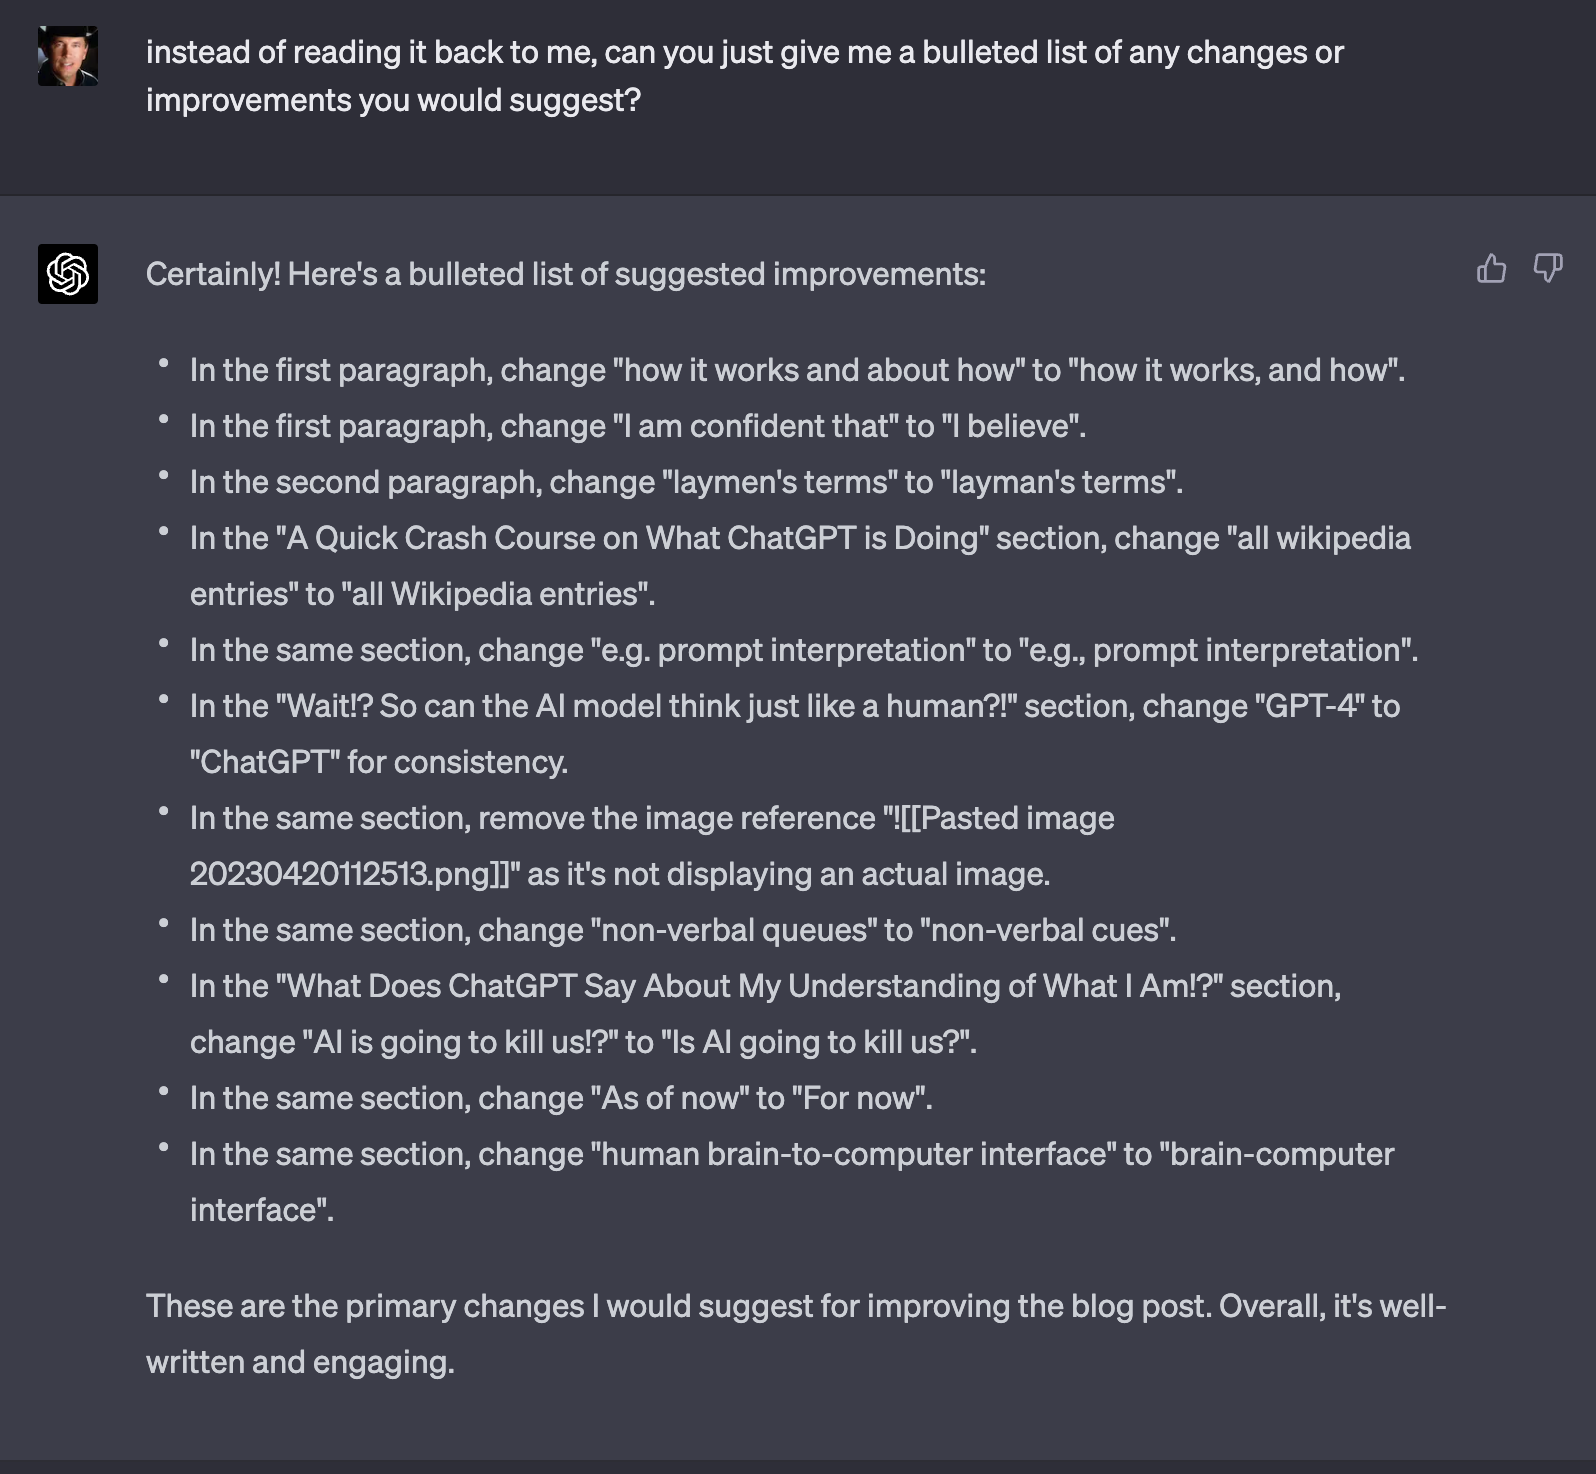 instead of reading it back to me, can you just give me a bulleted list of any changes or
improvements you would suggest?
Certainly! Here's a bulleted list of suggested improvements:
• In the first paragraph, change "how it works and about how" to "how it works, and how".
• In the first paragraph, change "I am confident that" to "I believe".
• In the second paragraph, change "laymen's terms" to "layman's terms".
• In the "A Quick Crash Course on What ChatGPT is Doing" section, change "all wikipedia
entries" to "all Wikipedia entries".
• In the same section, change "e.g. prompt interpretation" to "e.g., prompt interpretation".
• In the "Wait!? So can the AI model think just like a human?!" section, change "GPT-4" to
"ChatGPT" for consistency.
• In the same section, remove the image reference "![[Pasted image
20230420112513.png]]" as it's not displaying an actual image.
• In the same section, change "non-verbal queues" to "non-verbal cues".
• In the "What Does ChatGPT Say About My Understanding of What I Am!?" section,
change "AI is going to kill us!?" to "Is AI going to kill us?".
• In the same section, change "As of now" to "For now".
• In the same section, change "human brain-to-computer interface" to "brain-computer
interface".
These are the primary changes I would suggest for improving the blog post. Overall, it's well-
written and engaging.